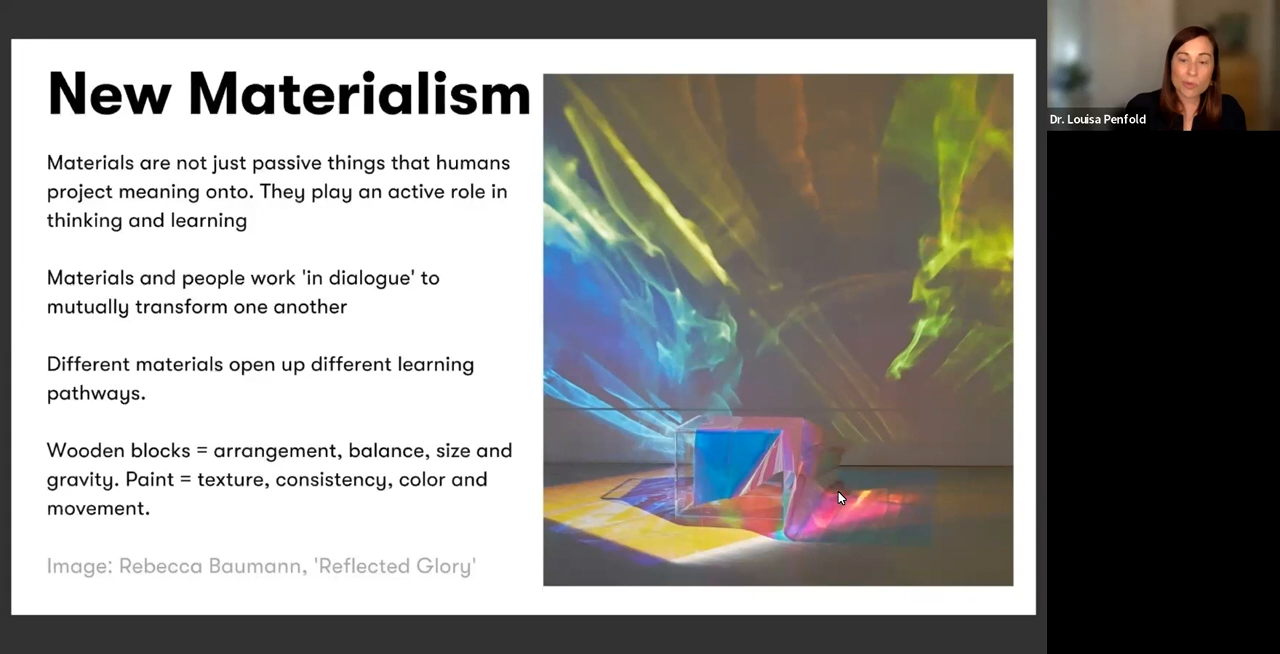 New Materialism
Materials are not just passive things that humans
project meaning onto. They play an active role in
thinking and learning
Materials and people work 'in dialogue' to
mutually transform one another
Different materials open up different learning
pathways.
Wooden blocks = arrangement, balance, size and
gravity. Paint = texture, consistency, color and
movement.
Image: Rebecca Baumann, 'Reflected Glory'
Dr. Louisa Penfold